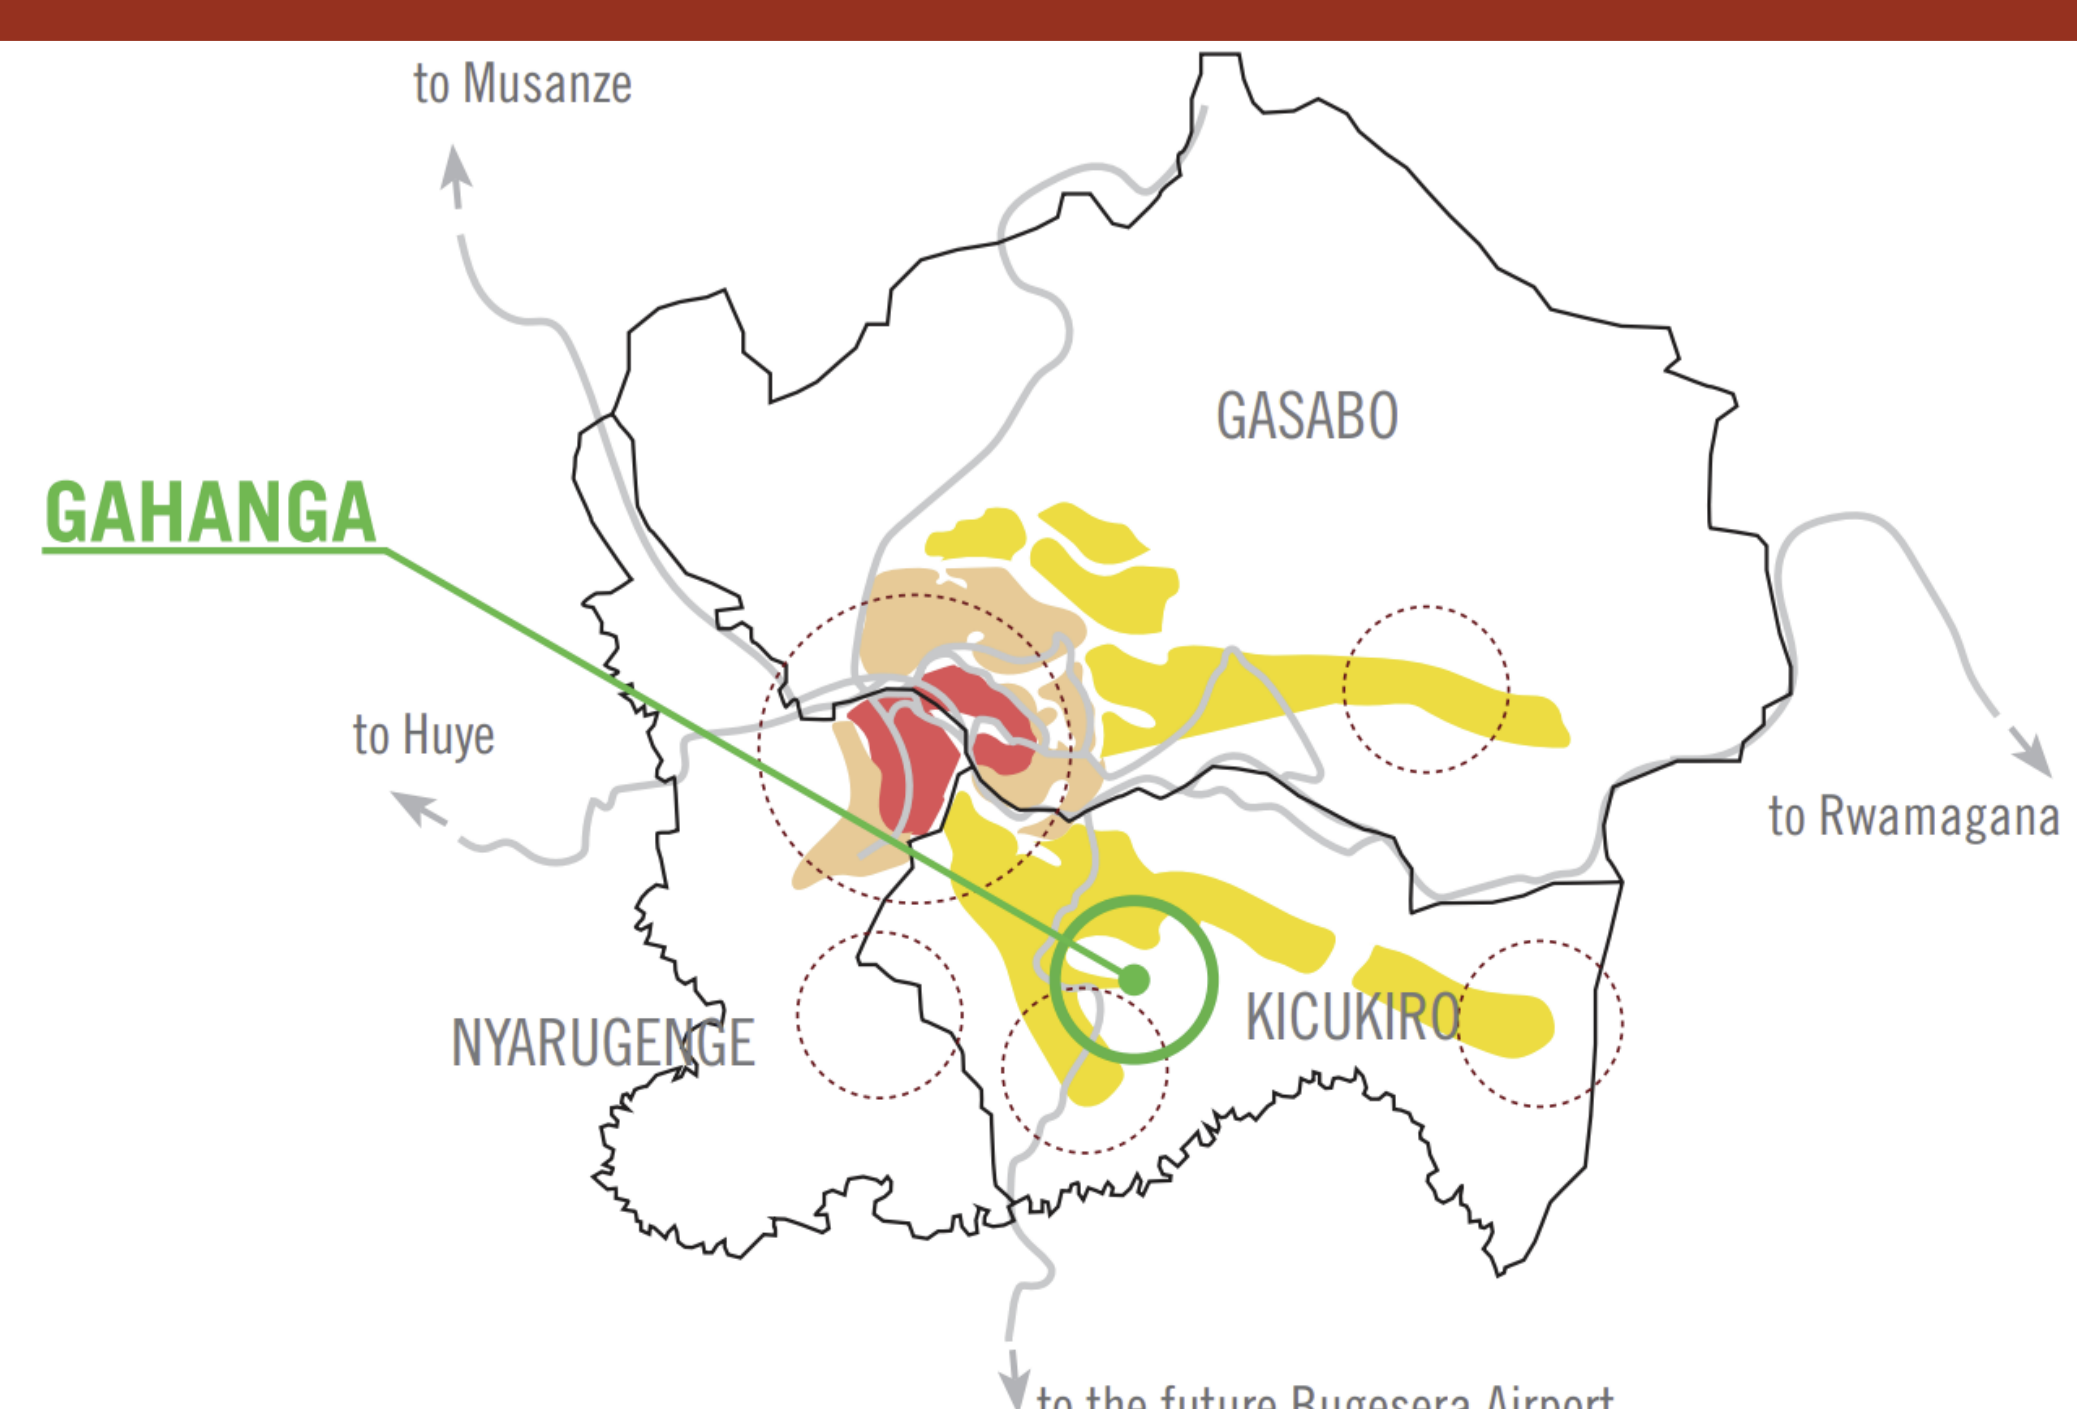 to Musanze
GASABO
GAHANGA
to Huye
to Rwamagana
NYARUGENGE
KICUKIRO
to the future Bugesera Airport